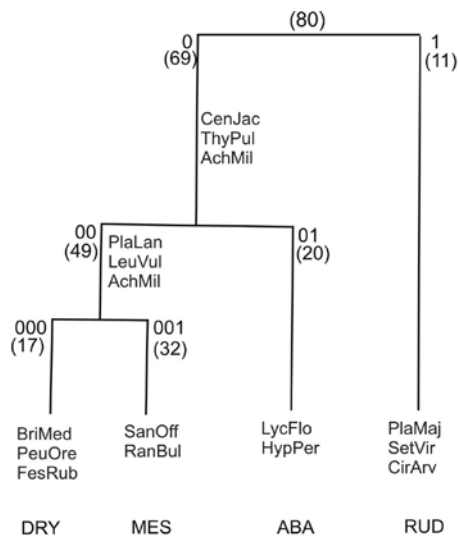 (80)
0
(69)
1
(11)
CenJac
ThyPul
AchMil
00
(49)
PlaLan
LeuVul
AchMil
01
(20)
000
(17)
001
(32)
BriMed
PeuOre
FesRub
SanOff
RanBul
LycFlo
HypPer
PlaMaj
SetVir
CirArv
DRY
MES
ABA
RUD